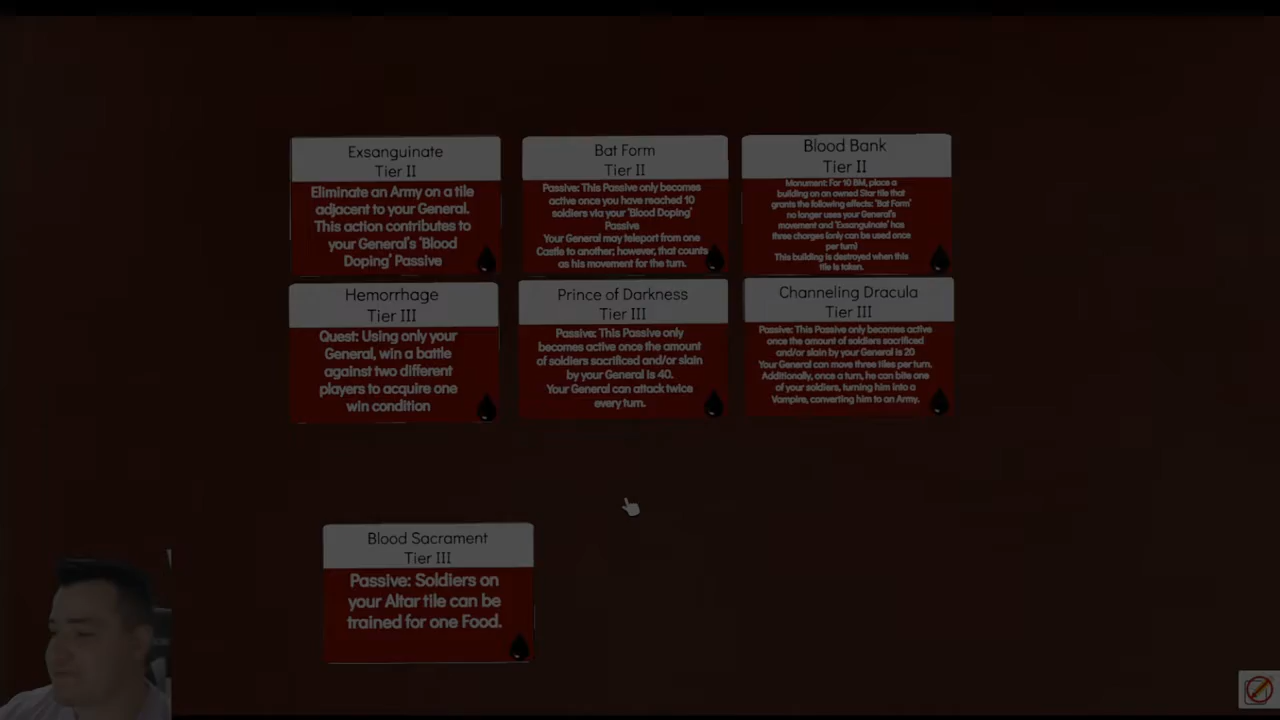 Exsanguinate
Tier II
Eliminate an Army on a tile
adjacent to your General.
This action contributes to
your General's 'Blood
Doping' Passive
Bat Form
Tier II
Passive: This Passive only becomes
active once you have reached 10
soldiers via your 'Blood Doping'
Passive
Your General may teleport from one
Castle to another; however, that counts
as his movement for the turn.
Blood Bank
Tier II
Monument: For 10 BM, place a
building on an owned Star tile that
grants the following effects: 'Bat Form'
no longer uses your General's
movement and 'Exsanguinate' has
three charges (only can be used once
per turn)
This building is destroyed when this
tile is taken.
Hemorrhage
Tier III
Quest: Using only your
General, win a battle
against two different
players to acquire one
win condition
Prince of Darkness
Tier III
Passive: This Passive only
becomes active once the amount
of soldiers sacrificed and/or slain
by your General is 40.
Your General can attack twice
every turn.
Channeling Dracula
Tier III
Passive: This Passive only becomes active
once the amount of soldiers sacrificed
and/or slain by your General is 20
Your General can move three tiles per turn.
Additionally, once a turn, he can bite one
of your soldiers, turning him into a
Vampire, converting him to an Army.
Blood Sacrament
Tier III
Passive: Soldiers on
your Altar tile can be
trained for one Food.